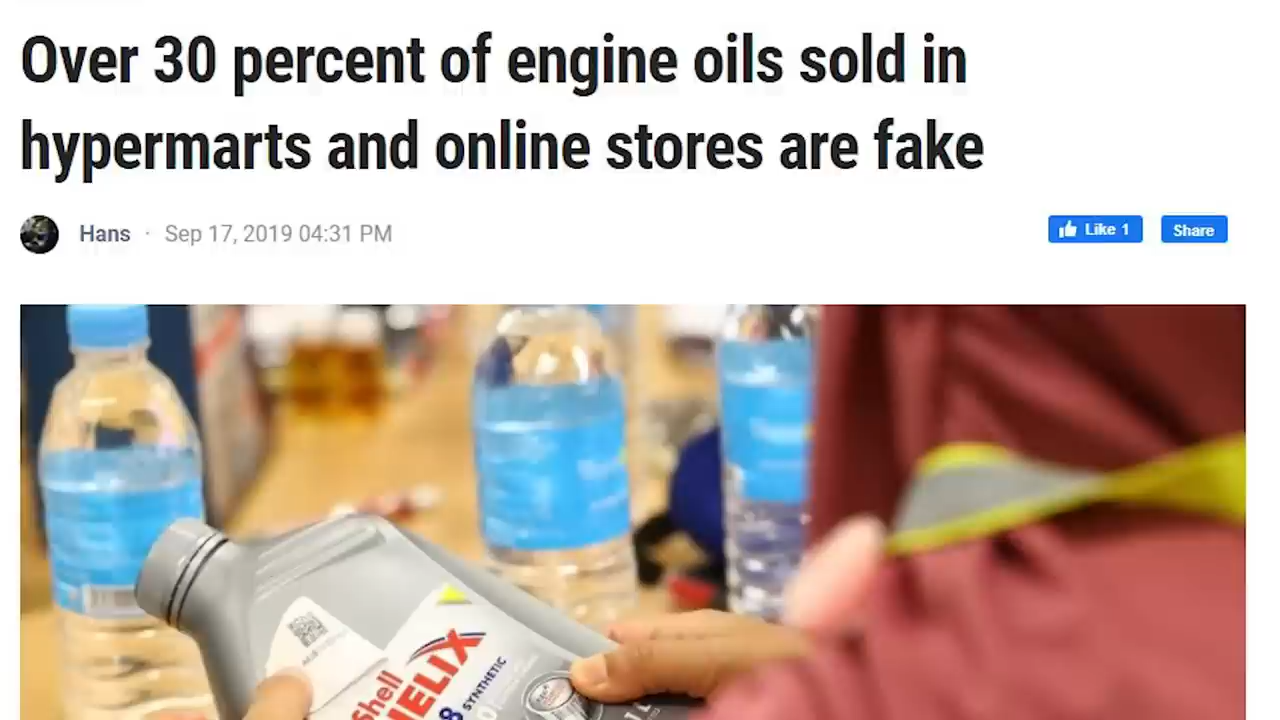 Over 30 percent of engine oils sold in
hypermarts and online stores are fake
Hans · Sep 17, 2019 04:31 PM
Like 1
Share
Shell
HELIX
8 SYNTHETIC